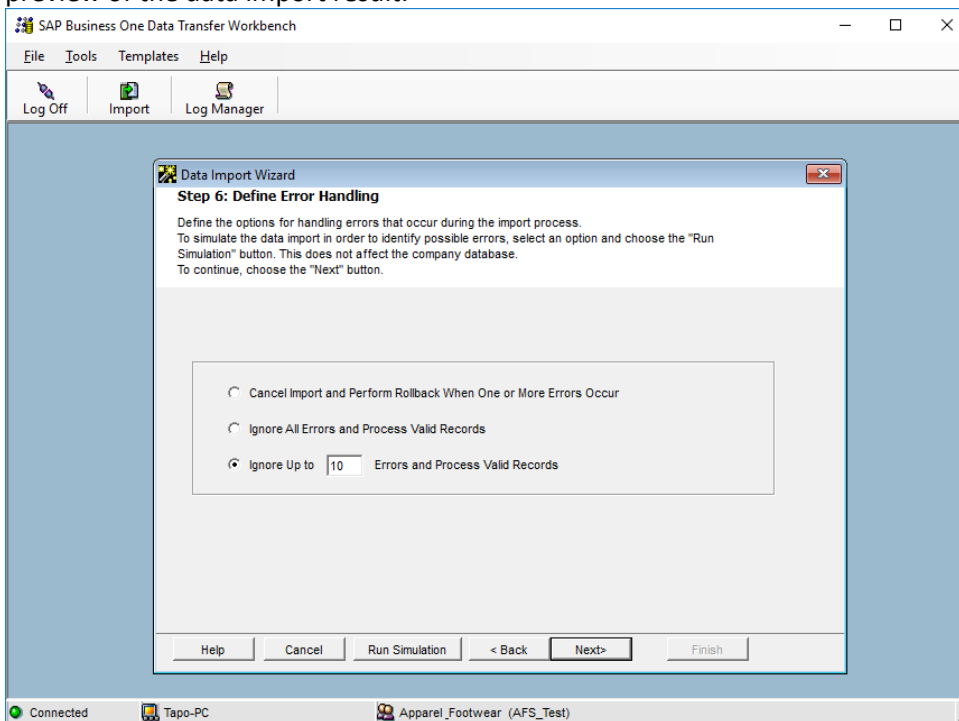 preview of the data import result.
SAP Business One Data Transfer Workbench
File Tools Templates Help
Log Off Import Log Manager
Data Import Wizard
Step 6: Define Error Handling
Define the options for handling errors that occur during the import process.
To simulate the data import in order to identify possible errors, select an option and choose the "Run
Simulation" button. This does not affect the company database.
To continue, choose the "Next" button.
Cancel Import and Perform Rollback When One or More Errors Occur
Ignore All Errors and Process Valid Records
Ignore Up to 10 Errors and Process Valid Records
Help Cancel Run Simulation < Back Next> Finish
Connected Tapo-PC Apparel_Footwear (AFS_Test)